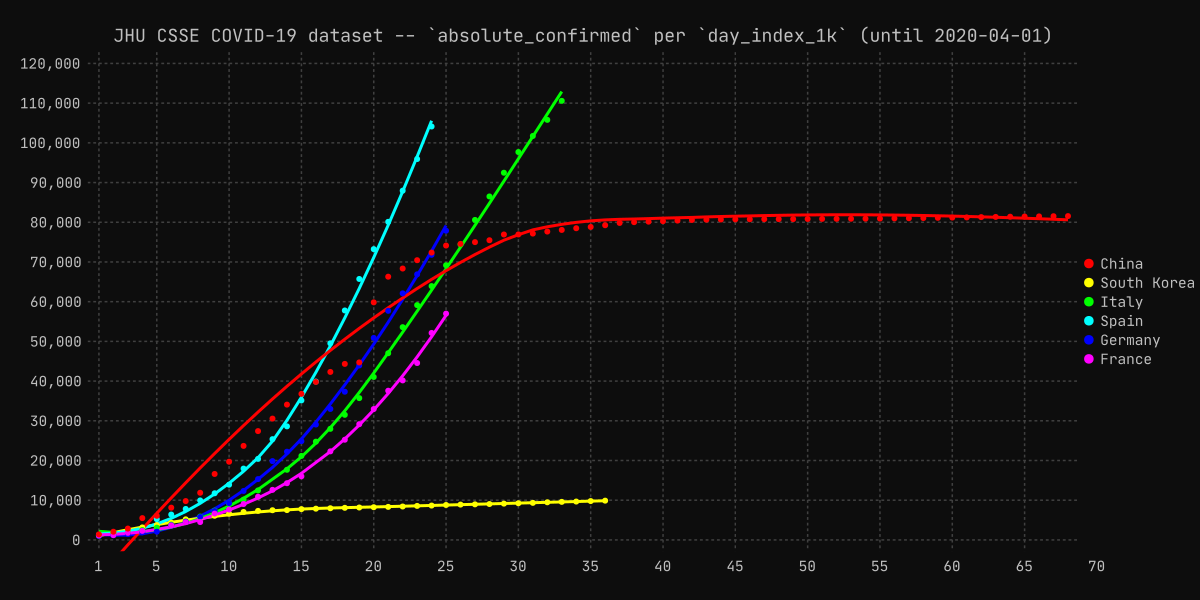 JHU CSSE COVID-19 dataset -- `absolute_confirmed` per `day_index_1k` (until 2020-04-01)
120,000
110,000
100,000
90,000
80,000
70,000
60,000
50,000
40,000
30,000
20,000
10,000
0
1 5 10 15 20 25 30 35 40 45 50 55 60 65 70
China
South Korea
Italy
Spain
Germany
France